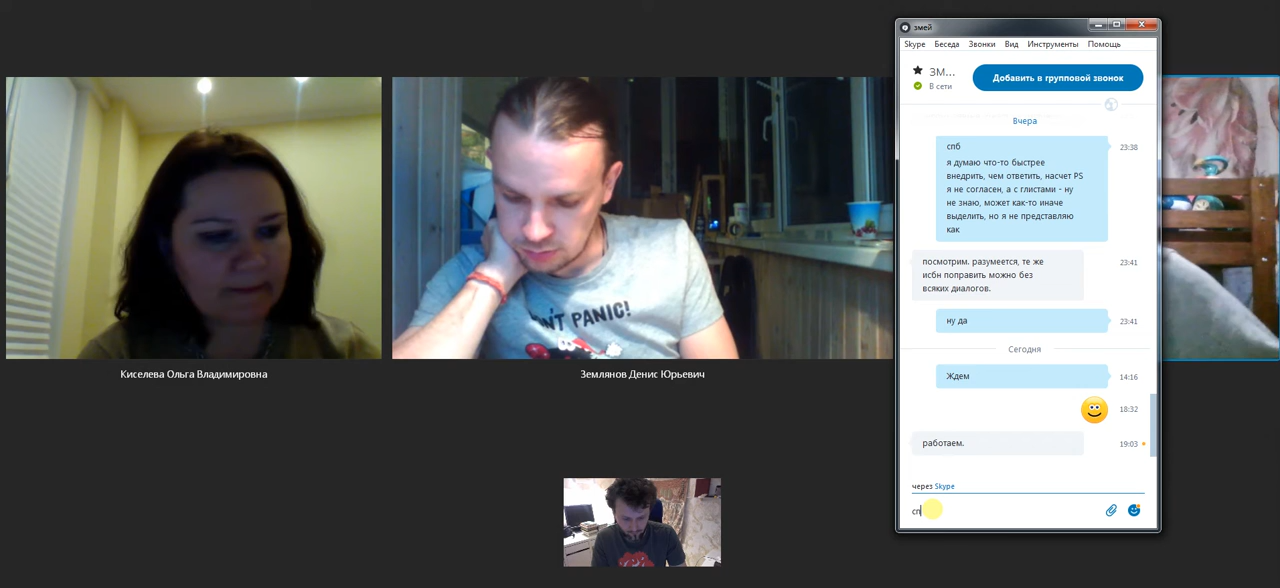 змей
Skype Беседа Звонки Вид Инструменты Помощь
ЗМ...
В сети
Добавить в групповой звонок
Вчера
спб
я думаю что-то быстрее
внедрить, чем ответить, насчет PS
я не согласен, а с глистами - ну
не знаю, может как-то иначе
выделить, но я не представляю
как
23:38
посмотрим. разумеется, те же
исбн поправить можно без
всяких диалогов.
23:41
ну да
23:41
Сегодня
Ждем
14:16
18:32
работаем.
19:03
через Skype
сп
DON'T PANIC!
Киселева Ольга Владимировна
Землянов Денис Юрьевич